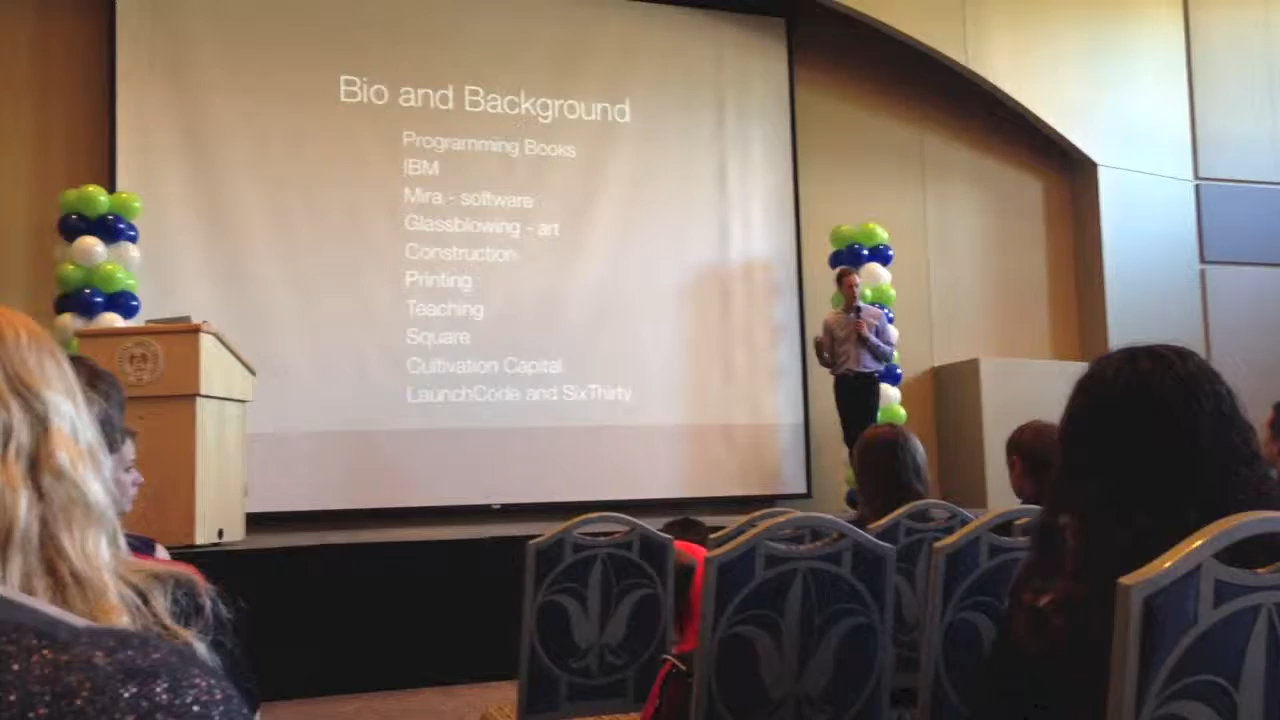 Bio and Background
Programming Books
IBM
Mira - software
Glassblowing - art
Construction
Printing
Teaching
Square
Cultivation Capital
LaunchCode and SixThirty